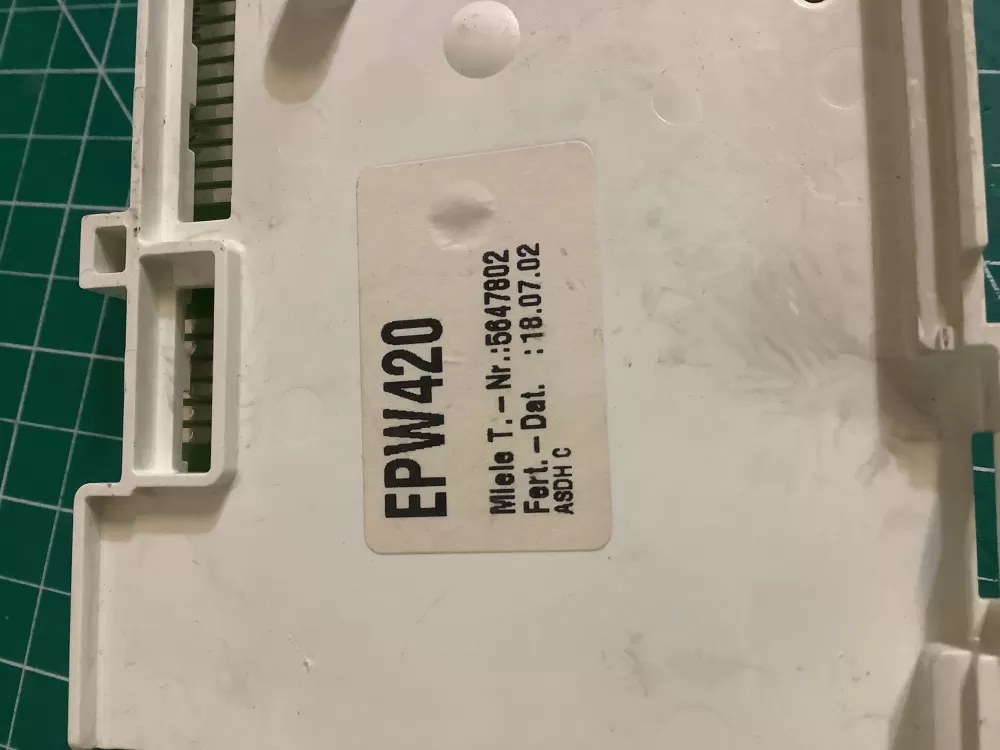 EPW420
Miele T.-Nr.:5647802
Fert.-Dat. :18.07.02
ASDH C